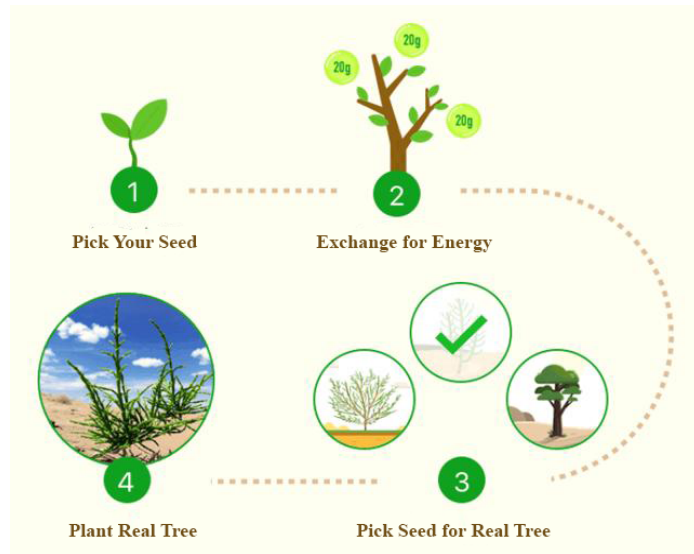 20g
20g
20g
1
2
Pick Your Seed
Exchange for Energy
4
3
Plant Real Tree
Pick Seed for Real Tree